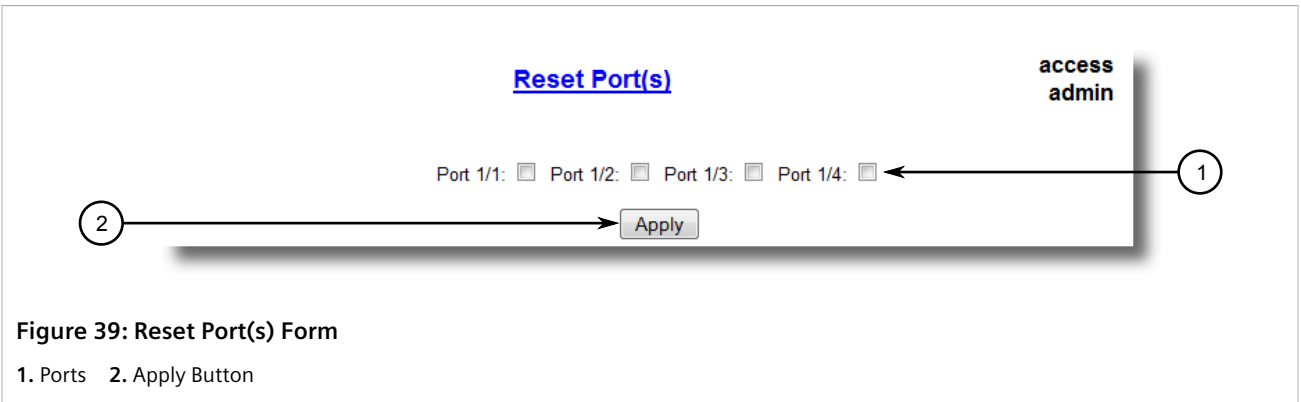 Reset Port(s)
access
admin
Port 1/1: Port 1/2: Port 1/3: Port 1/4:
1
2
Apply
Figure 39: Reset Port(s) Form
1. Ports 2. Apply Button